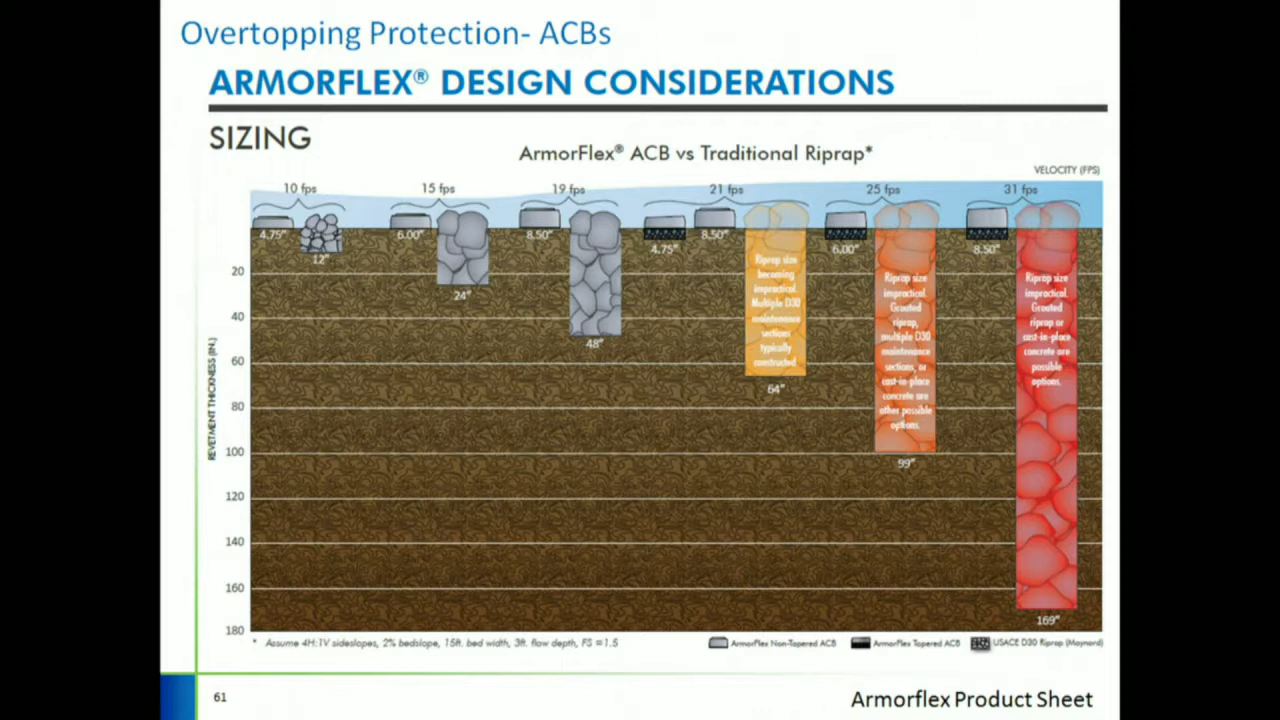 Overtopping Protection- ACBs
ARMORFLEX® DESIGN CONSIDERATIONS
SIZING
ArmorFlex® ACB vs Traditional Riprap*
VELOCITY (FPS)
10 fps
15 fps
19 fps
21 fps
25 fps
31 fps
4.75"
12"
6.00"
24"
8.50"
48"
4.75"
8.50"
64"
6.00"
99"
8.50"
169"
Riprap size
becoming
impractical.
Multiple D30
maintenance
sections
typically
constructed
Riprap size
impractical.
Grouted
riprap,
multiple D30
maintenance
sections, or
cast-in-place
concrete are
other possible
options.
Riprap size
impractical.
Grouted
riprap or
cast-in-place
concrete are
possible
options.
REVETMENT THICKNESS (IN.)
20
40
60
80
100
120
140
160
180
* Assume 4H:1V sideslopes, 2% bedslope, 15ft. bed width, 3ft. flow depth, FS =1.5
ArmorFlex Non-Tapered ACB
ArmorFlex Tapered ACB
USACE D30 Riprap (Maynord)
61
Armorflex Product Sheet